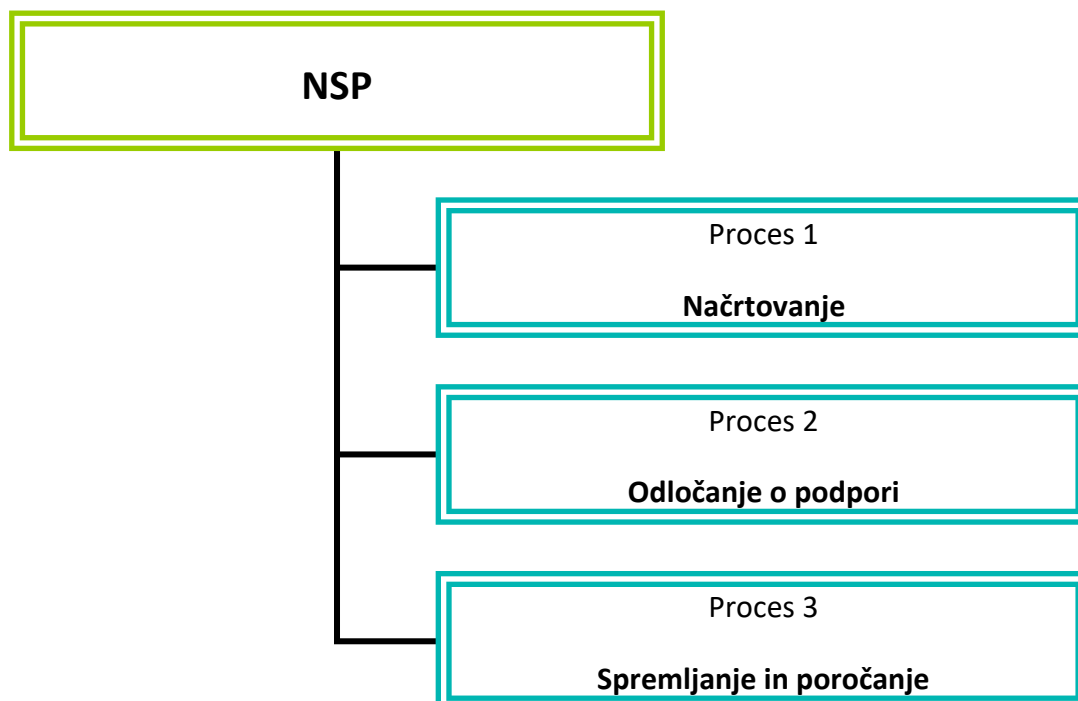 NSP
Proces 1
Načrtovanje
Proces 2
Odločanje o podpori
Proces 3
Spremljanje in poročanje